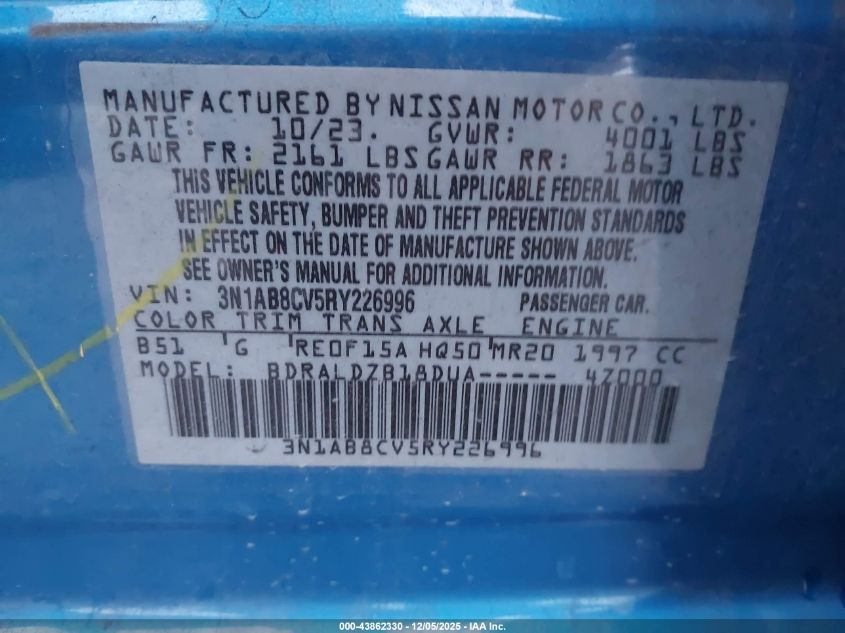 MANUFACTURED BY NISSAN MOTOR CO., LTD.
DATE: 10/23. GVWR: 4001 LBS
GAWR FR: 2161 LBS GAWR RR: 1863 LBS
THIS VEHICLE CONFORMS TO ALL APPLICABLE FEDERAL MOTOR
VEHICLE SAFETY, BUMPER AND THEFT PREVENTION STANDARDS
IN EFFECT ON THE DATE OF MANUFACTURE SHOWN ABOVE.
SEE OWNER'S MANUAL FOR ADDITIONAL INFORMATION.
VIN: 3N1AB8CV5RY226996 PASSENGER CAR.
COLOR TRIM TRANS AXLE ENGINE
B51 G RE0F15A HQ50 MR20 1997 CC
MODEL: BDRALDZB18DUA----- 4Z000
3N1AB8CV5RY226996
000-43862330 - 12/05/2025 - IAA Inc.